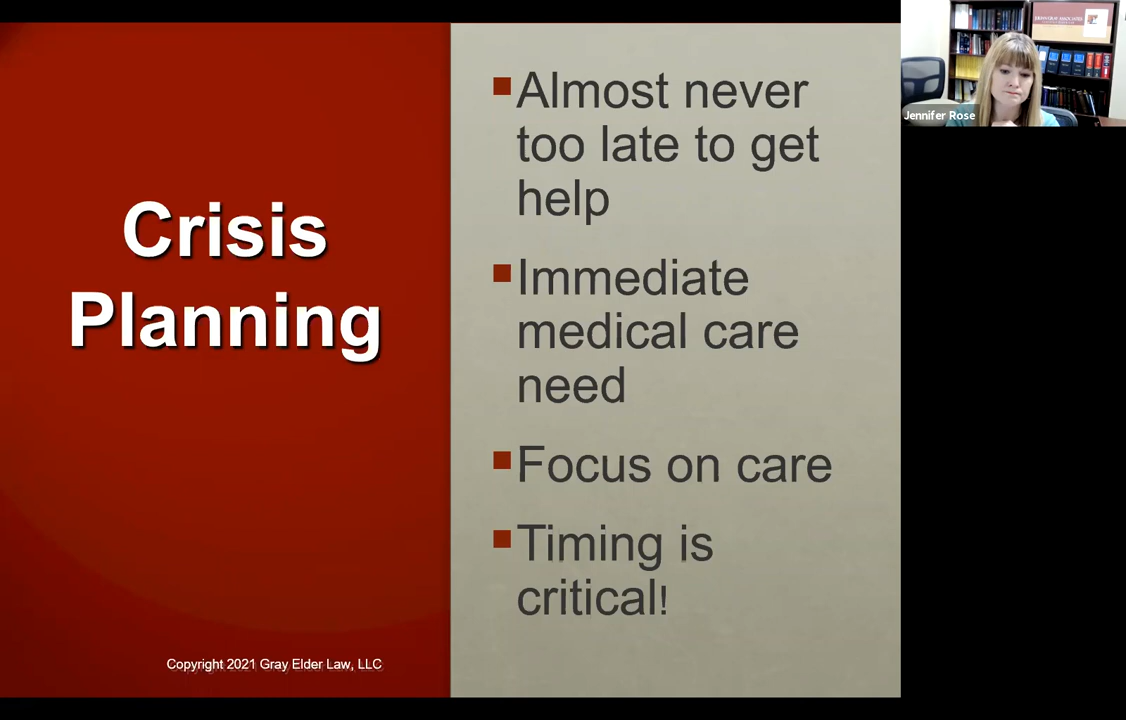 Crisis
Planning
Almost never
too late to get
help
Immediate
medical care
need
Focus on care
Timing is
critical!
Copyright 2021 Gray Elder Law, LLC
Jennifer Rose